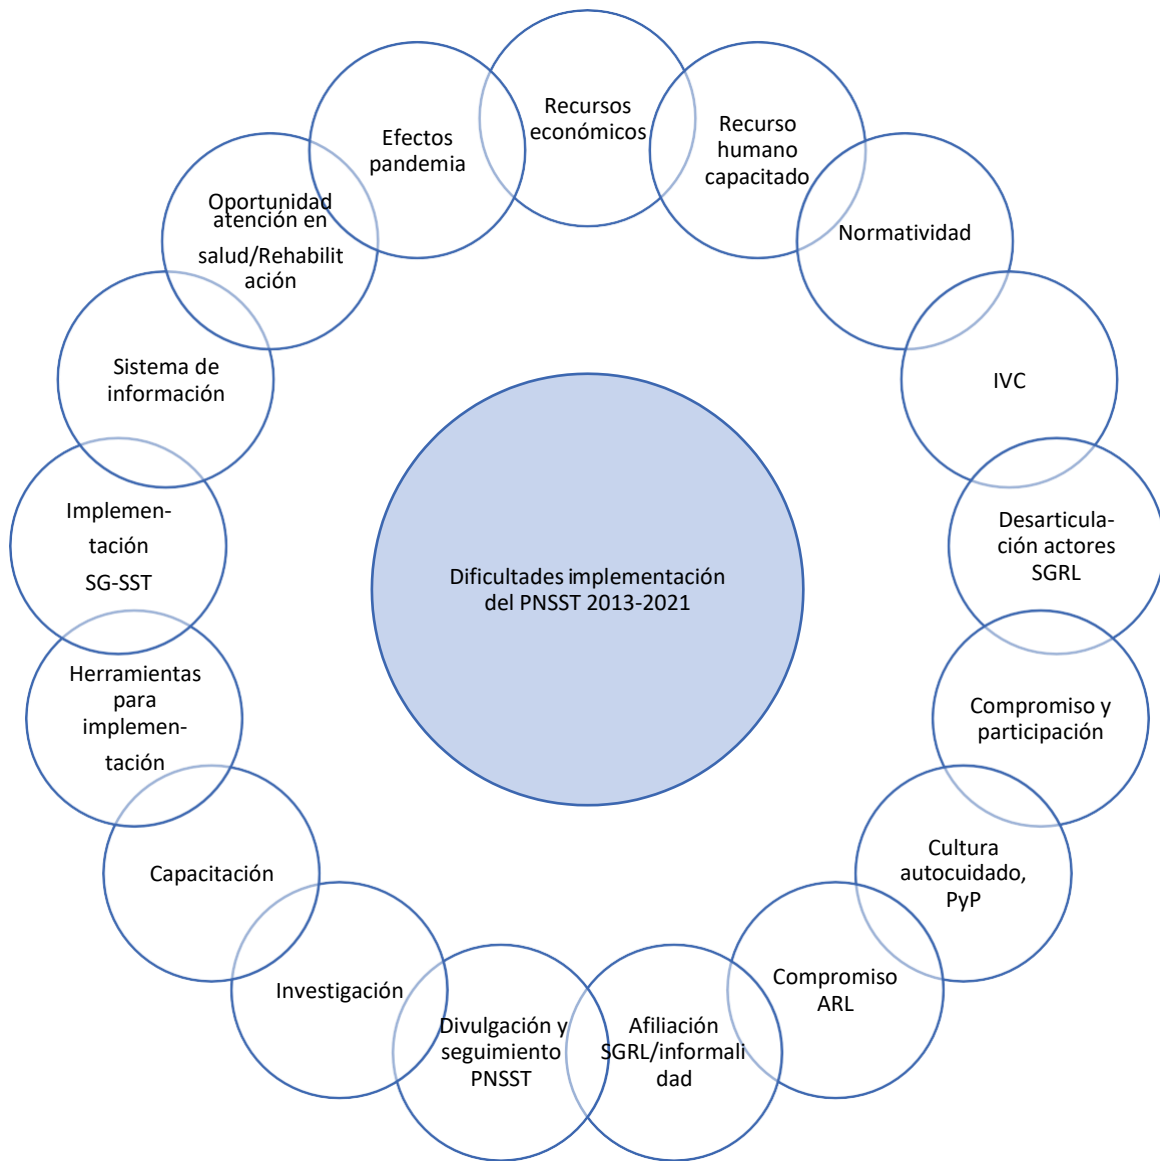 Recursos
económicos
Recurso
humano
capacitado
Normatividad
IVC
Desarticula-
ción actores
SGRL
Compromiso y
participación
Cultura
autocuidado,
PyP
Compromiso
ARL
Afiliación
SGRL/informali
dad
Divulgación y
seguimiento
PNSST
Investigación
Capacitación
Herramientas
para
implemen-
tación
Implemen-
tación
SG-SST
Sistema de
información
Oportunidad
atención en
salud/Rehabilit
ación
Efectos
pandemia
Dificultades implementación
del PNSST 2013-2021